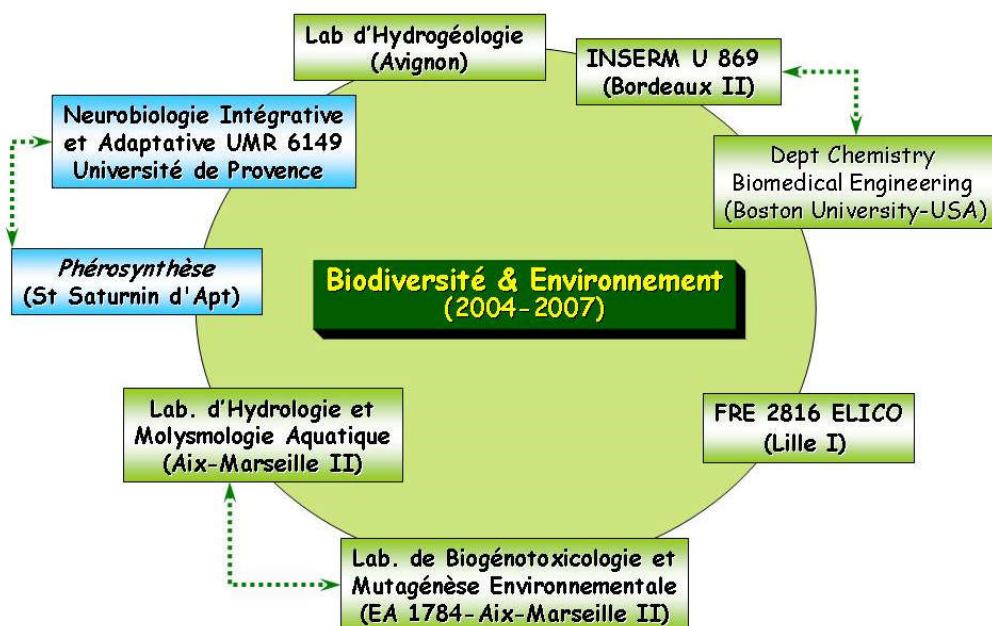 Lab d'Hydrogéologie
(Avignon)
INSERM U 869
(Bordeaux II)
Neurobiologie Intégrative
et Adaptative UMR 6149
Université de Provence
Dept Chemistry
Biomedical Engineering
(Boston University-USA)
Phérosynthèse
(St Saturnin d'Apt)
Biodiversité & Environnement
(2004-2007)
Lab. d'Hydrologie et
Molysmologie Aquatique
(Aix-Marseille II)
FRE 2816 ELICO
(Lille I)
Lab. de Biogénotoxicologie et
Mutagénèse Environnementale
(EA 1784-Aix-Marseille II)